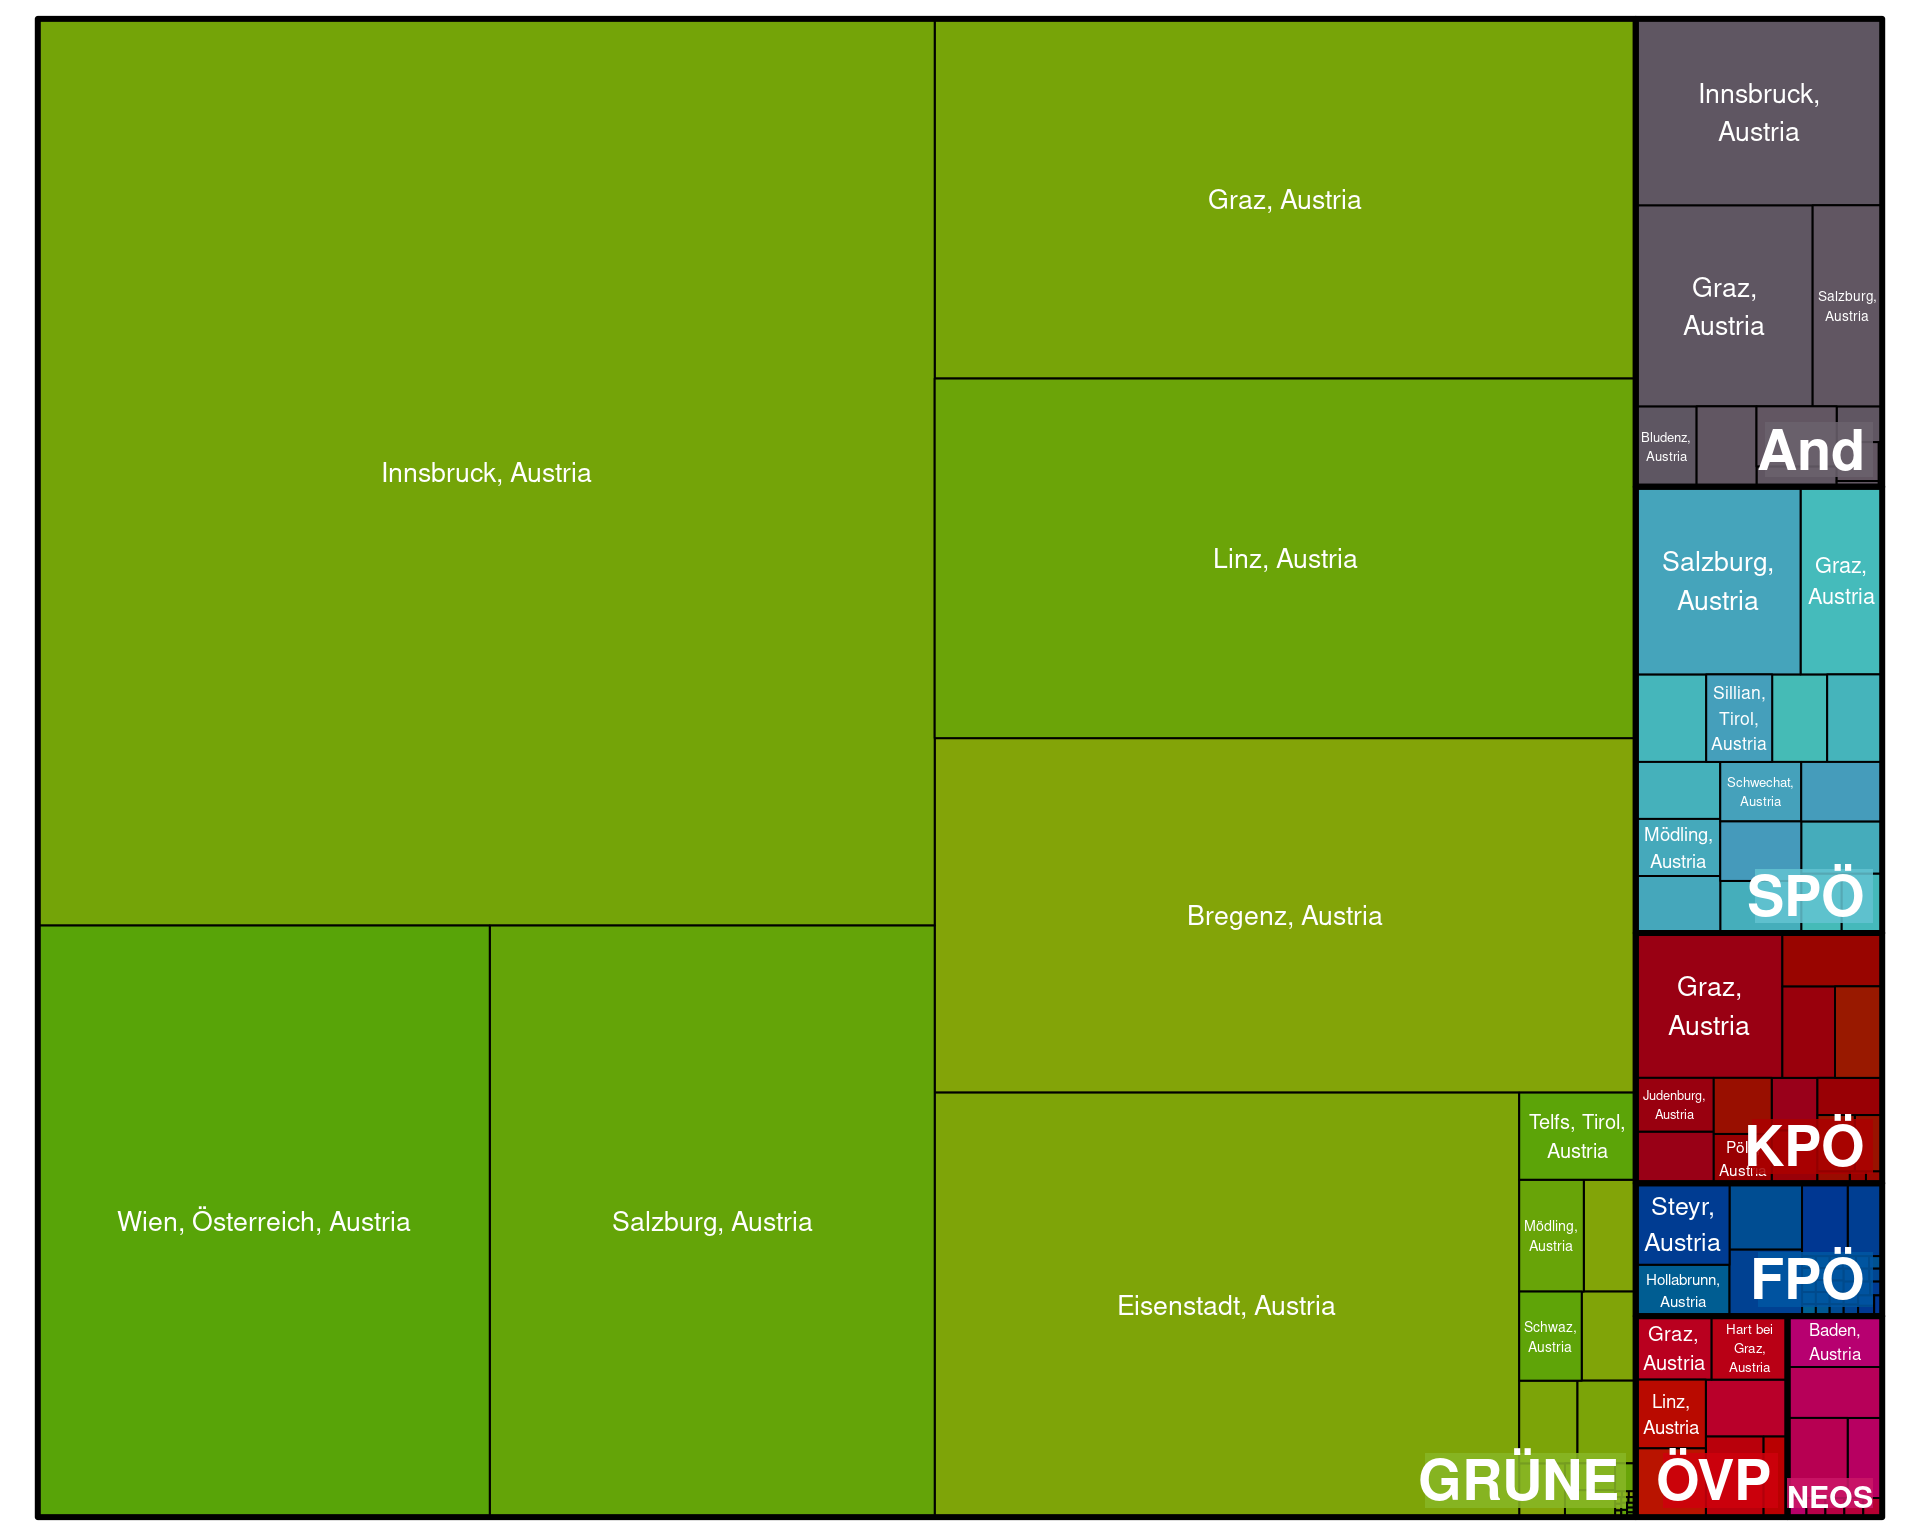 Innsbruck, Austria
Graz, Austria
Linz, Austria
Bregenz, Austria
Wien, Österreich, Austria
Salzburg, Austria
Eisenstadt, Austria
Telfs, Tirol,
Austria
Mödling,
Austria
Schwaz,
Austria
GRÜNE
Innsbruck,
Austria
Graz,
Austria
Salzburg,
Austria
Bludenz,
Austria
And
Salzburg,
Austria
Graz,
Austria
Sillian,
Tirol,
Austria
Schwechat,
Austria
Mödling,
Austria
SPÖ
Graz,
Austria
Judenburg,
Austria
Austria
KPÖ
Steyr,
Austria
Hollabrunn,
Austria
FPÖ
Graz,
Austria
Hart bei
Graz,
Austria
Linz,
Austria
ÖVP
Baden,
Austria
NEOS